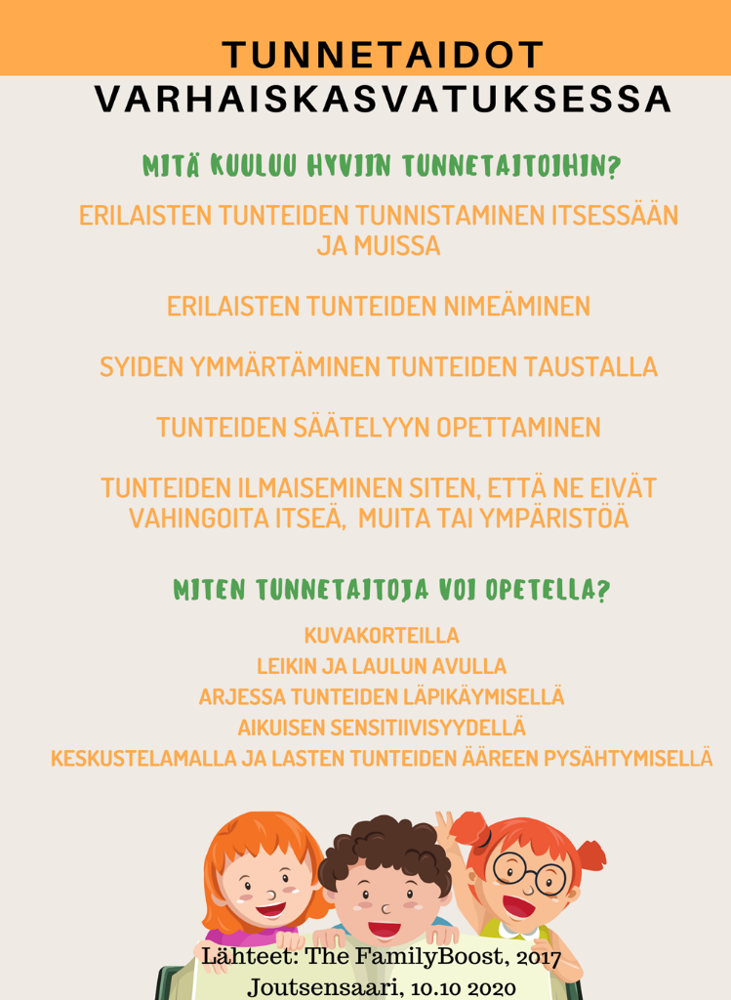 TUNNETAIDOT
VARHAISKASVATUKSESSA
MITÄ KUULUU HYVIIN TUNNETAITOIHIN?
ERILAISTEN TUNTEIDEN TUNNISTAMINEN ITSESSÄÄN
JA MUISSA
ERILAISTEN TUNTEIDEN NIMEÄMINEN
SYIDEN YMMÄRTÄMINEN TUNTEIDEN TAUSTALLA
TUNTEIDEN SÄÄTELYYN OPETTAMINEN
TUNTEIDEN ILMAISEMINEN SITEN, ETTÄ NE EIVÄT
VAHINGOITA ITSEÄ, MUITA TAI YMPÄRISTÖÄ
MITEN TUNNETAITOJA VOI OPETELLA?
KUVAKORTEILLA
LEIKIN JA LAULUN AVULLA
ARJESSA TUNTEIDEN LÄPIKÄYMISELLÄ
AIKUISEN SENSITIIVISYYDELLÄ
KESKUSTELAMALLA JA LASTEN TUNTEIDEN ÄÄREEN PYSÄHTYMISELLÄ
Lähteet: The FamilyBoost, 2017
Joutsensaari, 10.10 2020